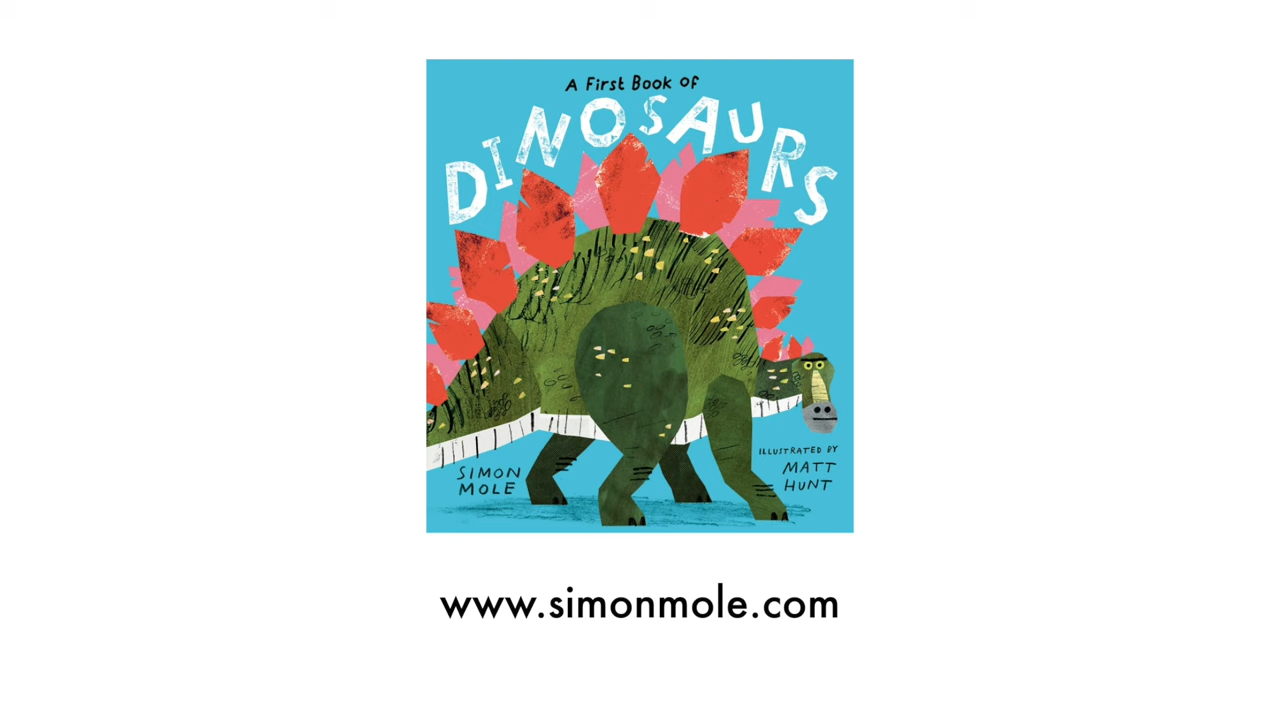 A First Book of
DINOSAURS
SIMON
MOLE
ILLUSTRATED BY
MATT
HUNT
www.simonmole.com